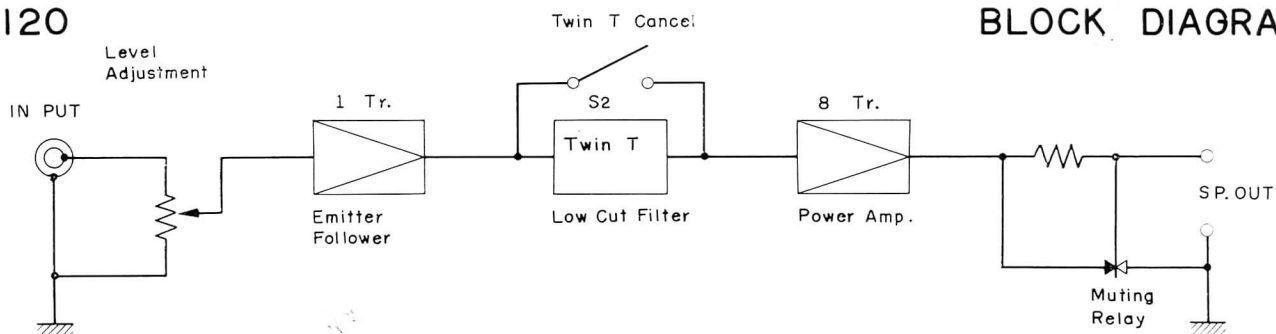 120
BLOCK DIAGRA
Twin T Cancel
Level
Adjustment
IN PUT
1 Tr.
S2
8 Tr.
Twin T
SP. OUT
Emitter
Follower
Low Cut Filter
Power Amp.
Muting
Relay